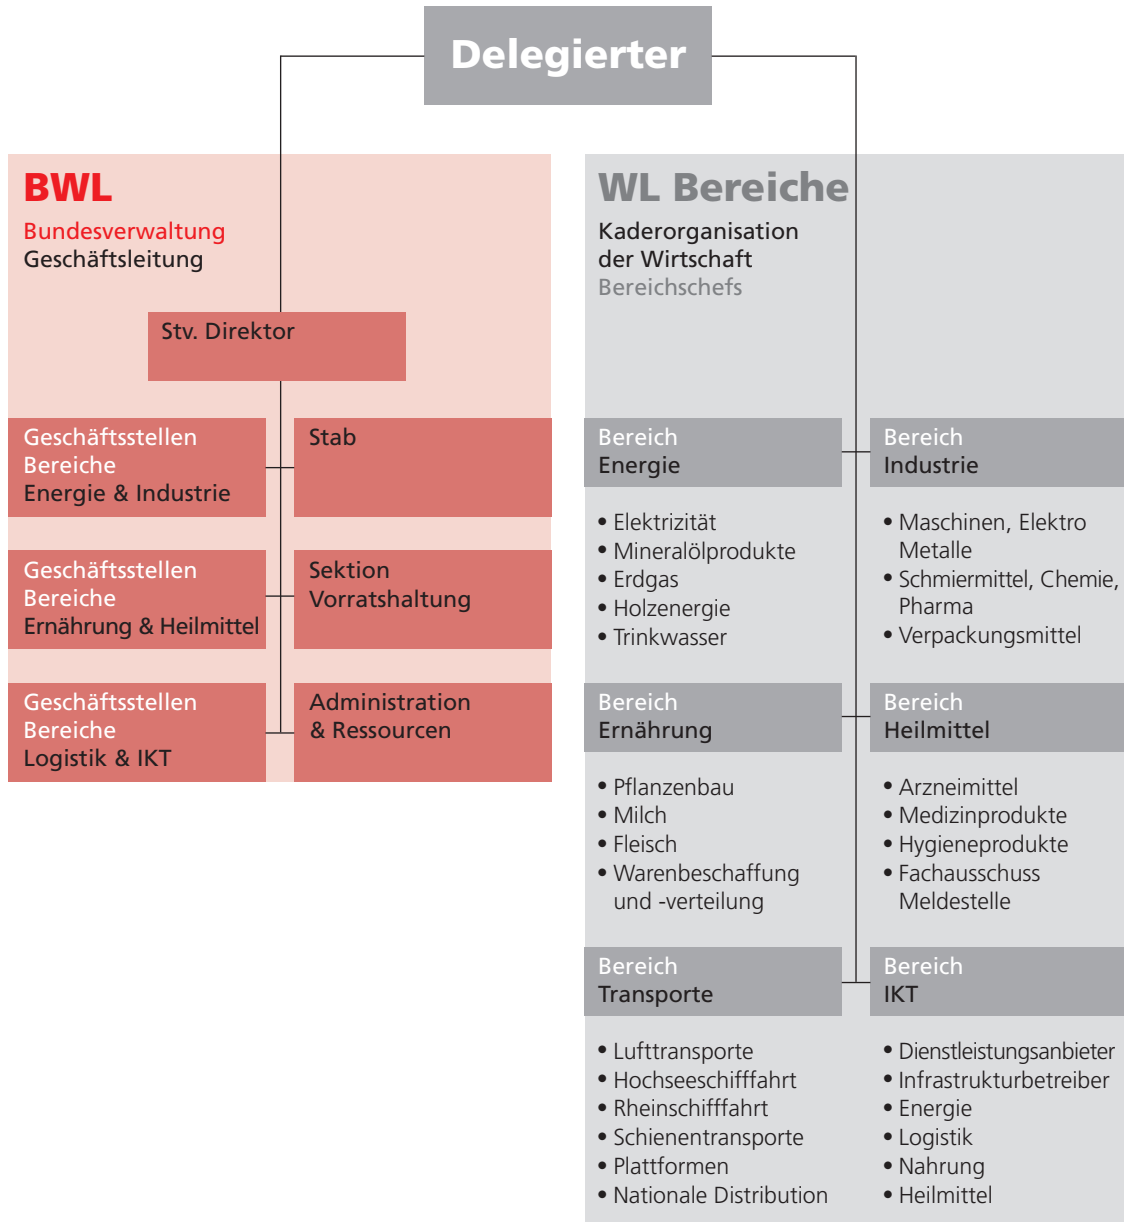 Delegierter
BWL
Bundesverwaltung
Geschäftsleitung
Stv. Direktor
Geschäftsstellen
Bereiche
Energie & Industrie
Stab
Geschäftsstellen
Bereiche
Ernährung & Heilmittel
Sektion
Vorratshaltung
Geschäftsstellen
Bereiche
Logistik & IKT
Administration
& Ressourcen
WL Bereiche
Kaderorganisation
der Wirtschaft
Bereichschefs
Bereich
Energie
• Elektrizität
• Mineralölprodukte
• Erdgas
• Holzenergie
• Trinkwasser
Bereich
Industrie
• Maschinen, Elektro
Metalle
• Schmiermittel, Chemie,
Pharma
• Verpackungsmittel
Bereich
Ernährung
• Pflanzenbau
• Milch
• Fleisch
• Warenbeschaffung
und -verteilung
Bereich
Heilmittel
• Arzneimittel
• Medizinprodukte
• Hygieneprodukte
• Fachausschuss
Meldestelle
Bereich
Transporte
• Lufttransporte
• Hochseeschifffahrt
• Rheinschifffahrt
• Schienentransporte
• Plattformen
• Nationale Distribution
Bereich
IKT
• Dienstleistungsanbieter
• Infrastrukturbetreiber
• Energie
• Logistik
• Nahrung
• Heilmittel